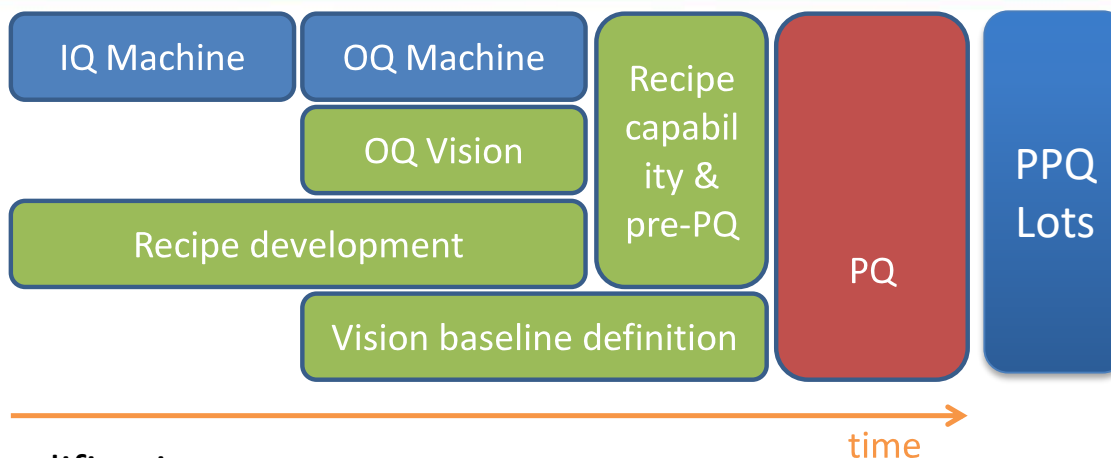 IQ Machine
OQ Machine
Recipe
capabil
ity &
pre-PQ
PPQ
Lots
OQ Vision
Recipe development
PQ
Vision baseline definition
time